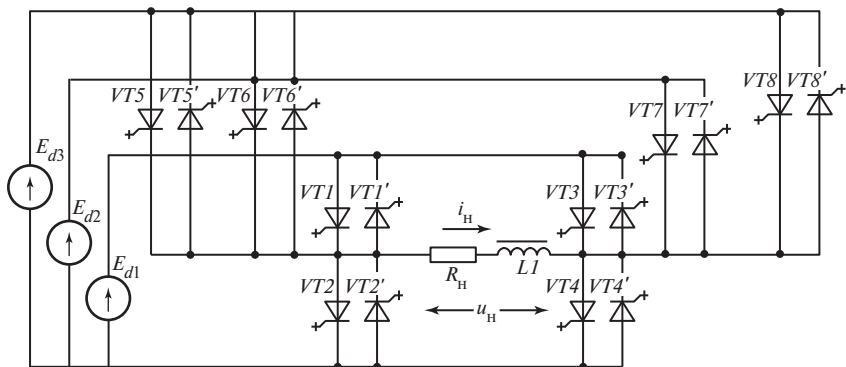 VT5 VT5' VT6 VT6' VT7 VT7' VT8 VT8'
E_d3
E_d2
E_d1
VT1 VT1' i_н VT3 VT3'
R_н L1
VT2 VT2' u_н VT4 VT4'